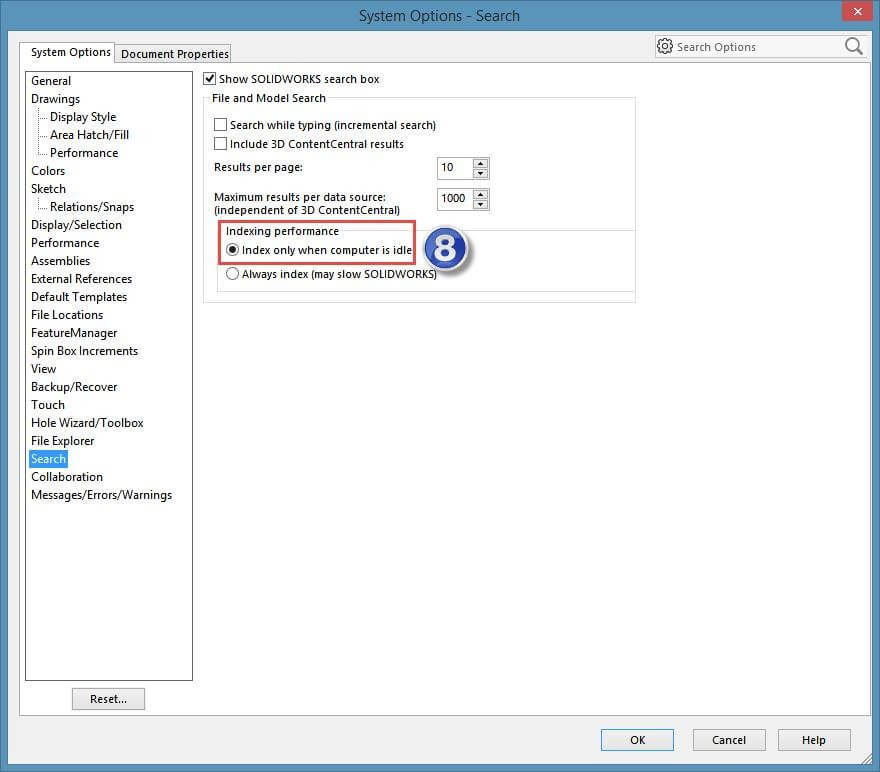 System Options - Search
System Options
Document Properties
Search Options
General
Drawings
Display Style
Area Hatch/Fill
Performance
Colors
Sketch
Relations/Snaps
Display/Selection
Performance
Assemblies
External References
Default Templates
File Locations
FeatureManager
Spin Box Increments
View
Backup/Recover
Touch
Hole Wizard/Toolbox
File Explorer
Search
Collaboration
Messages/Errors/Warnings
Reset...
Show SOLIDWORKS search box
File and Model Search
Search while typing (incremental search)
Include 3D ContentCentral results
Results per page: 10
Maximum results per data source: 1000
(independent of 3D ContentCentral)
Indexing performance
Index only when computer is idle
8
Always index (may slow SOLIDWORKS)
OK
Cancel
Help